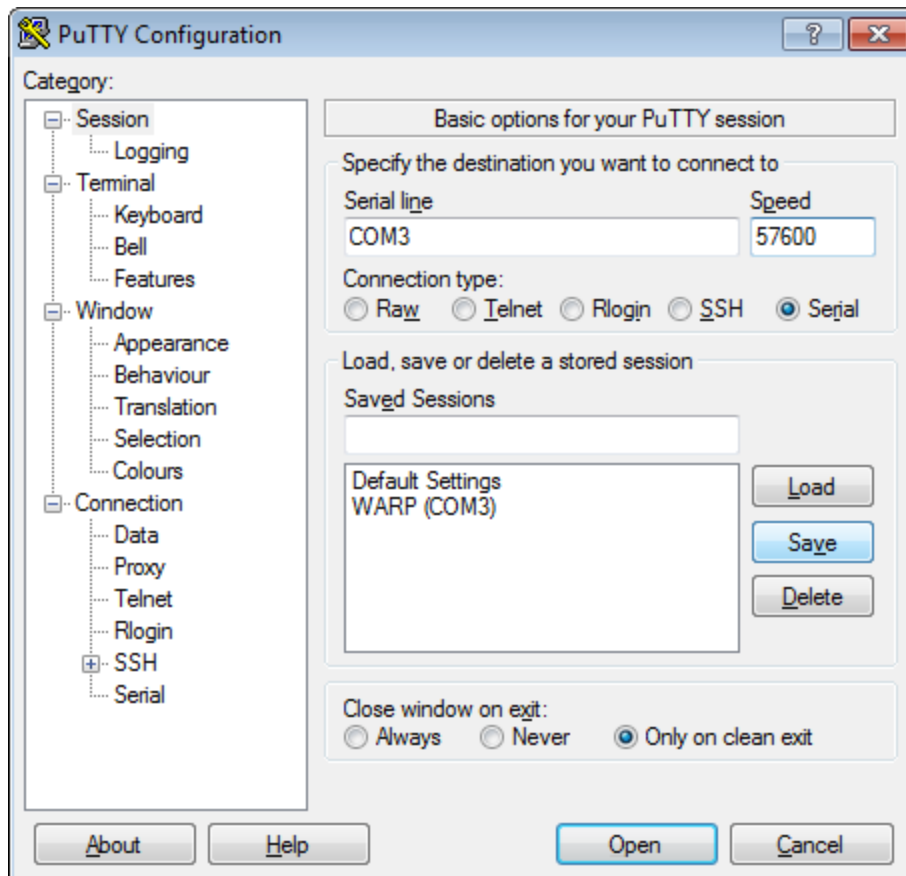 PuTTY Configuration
Category:
Session
Logging
Terminal
Keyboard
Bell
Features
Window
Appearance
Behaviour
Translation
Selection
Colours
Connection
Data
Proxy
Telnet
Rlogin
SSH
Serial
Basic options for your PuTTY session
Specify the destination you want to connect to
Serial line Speed
COM3 57600
Connection type:
Raw Telnet Rlogin SSH Serial
Load, save or delete a stored session
Saved Sessions
Default Settings
WARP (COM3)
Load
Save
Delete
Close window on exit:
Always Never Only on clean exit
About Help Open Cancel